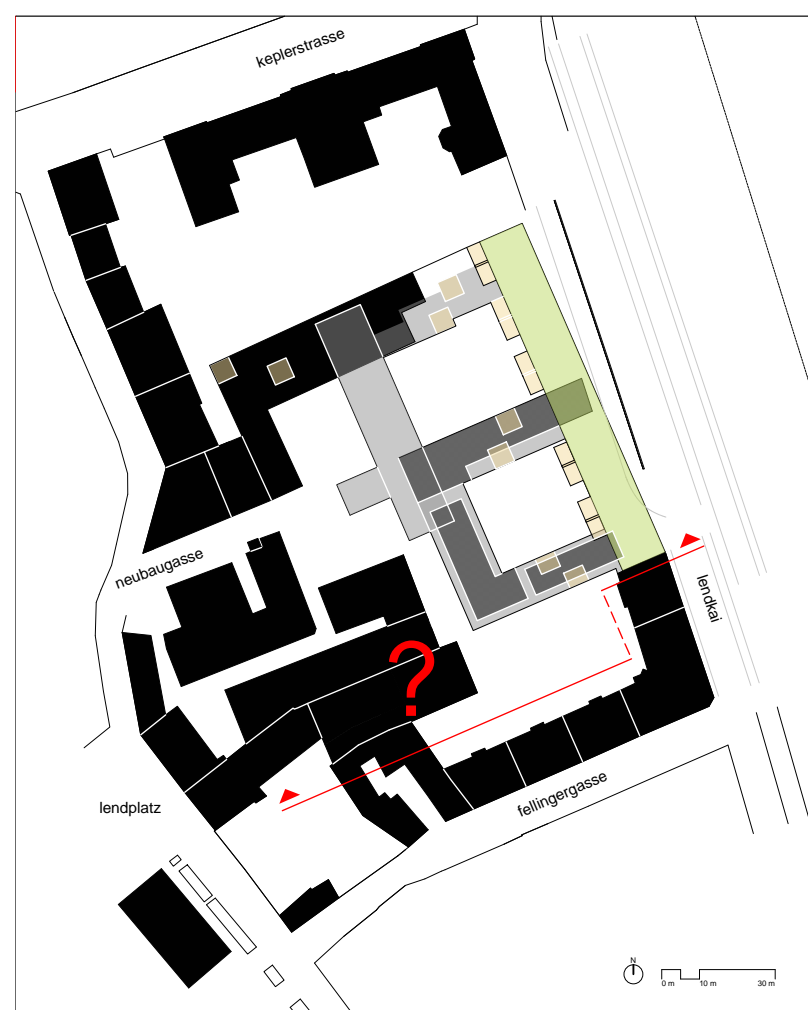 keplerstrasse
neubaugasse
lendkai
?
lendplatz
fellingergasse
N
0 m 10 m 30 m